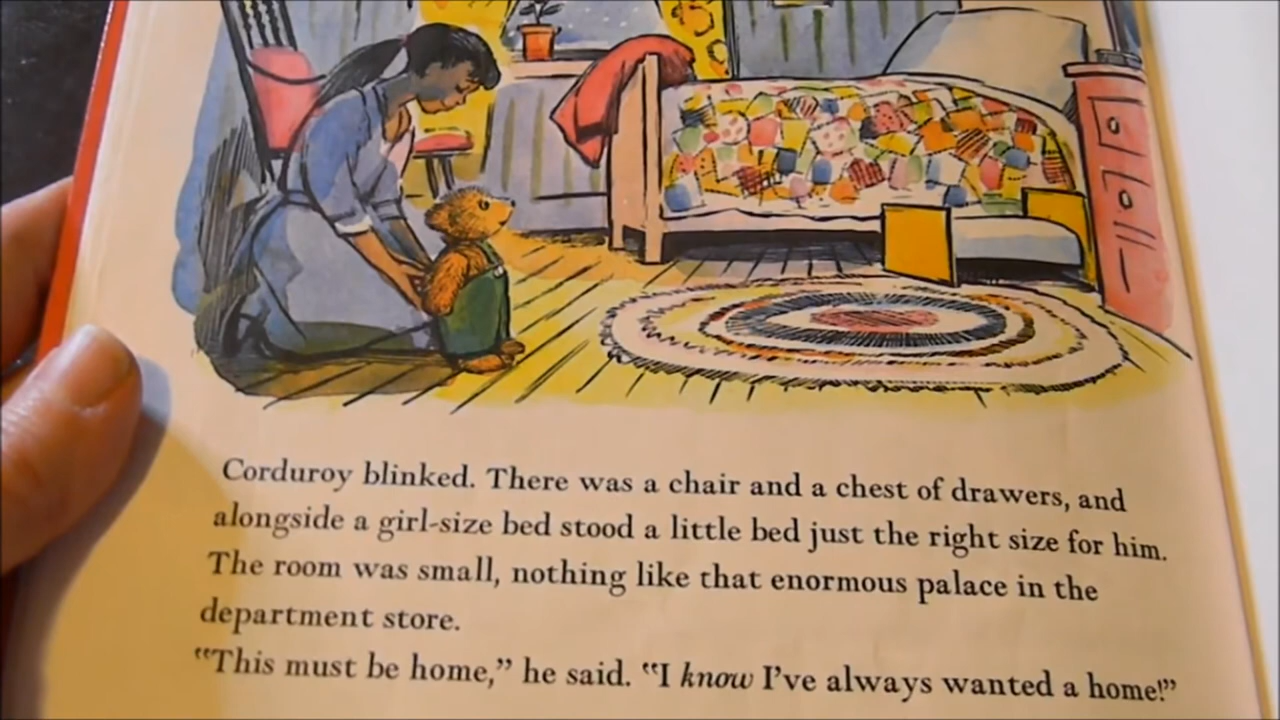 Corduroy blinked. There was a chair and a chest of drawers, and
alongside a girl-size bed stood a little bed just the right size for him.
The room was small, nothing like that enormous palace in the
department store.
“This must be home,” he said. “I know I’ve always wanted a home!”